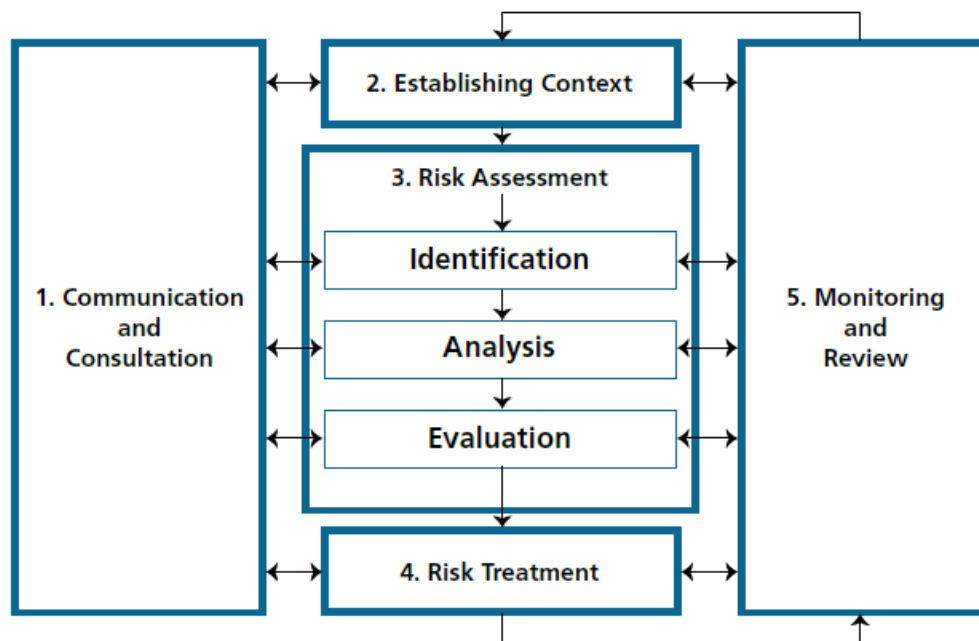 1. Communication
and
Consultation
2. Establishing Context
3. Risk Assessment
Identification
Analysis
Evaluation
4. Risk Treatment
5. Monitoring
and
Review